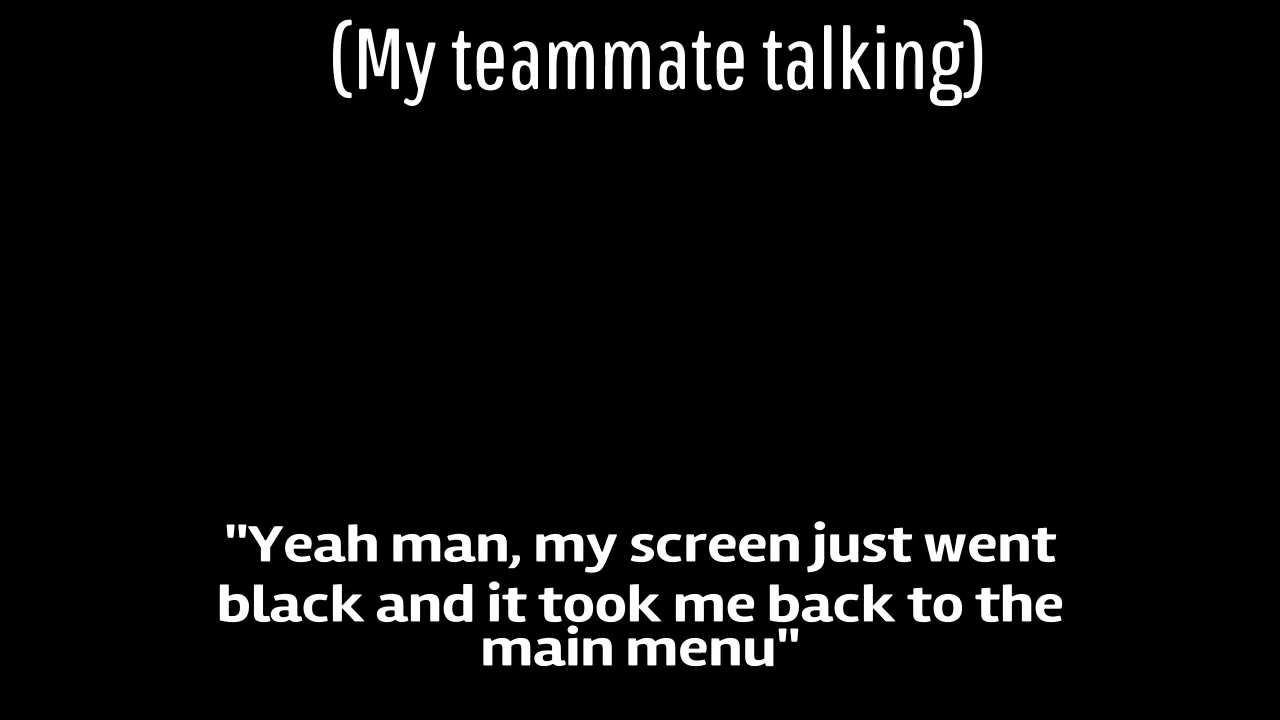 (My teammate talking)
"Yeah man, my screen just went
black and it took me back to the
main menu"